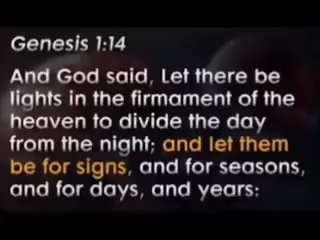 Genesis 1:14
And God said, Let there be
lights in the firmament of the
heaven to divide the day
from the night; and let them
be for signs, and for seasons,
and for days, and years: